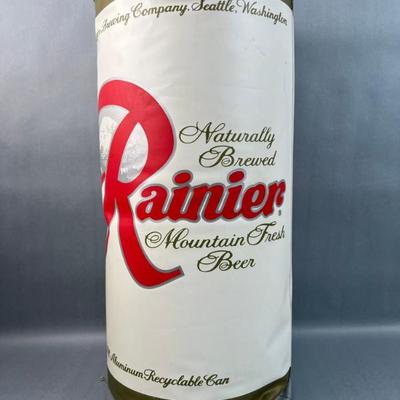 Brewing Company. Seattle, Washington
Naturally
Brewed
Rainier®
Mountain Fresh
Beer
Aluminum Recyclable Can